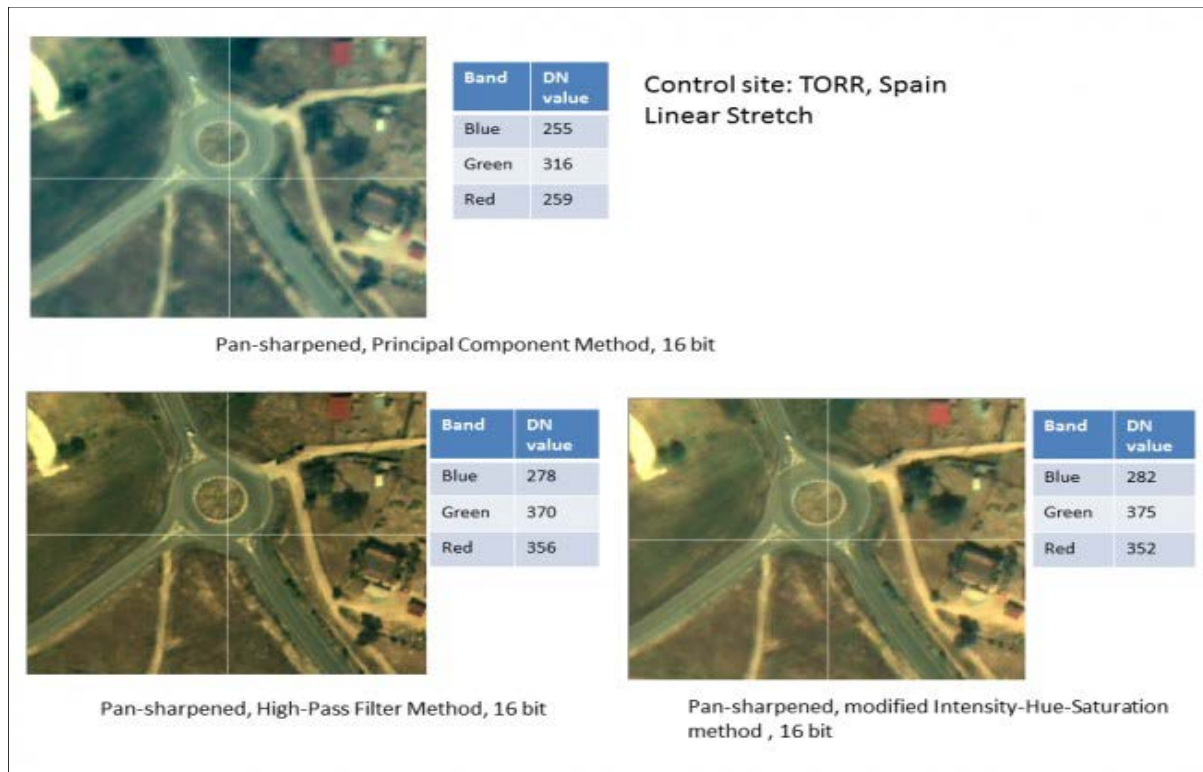 Band DN value
Blue 255
Green 316
Red 259
Control site: TORR, Spain
Linear Stretch
Pan-sharpened, Principal Component Method, 16 bit
Band DN value
Blue 278
Green 370
Red 356
Pan-sharpened, High-Pass Filter Method, 16 bit
Band DN value
Blue 282
Green 375
Red 352
Pan-sharpened, modified Intensity-Hue-Saturation
method , 16 bit